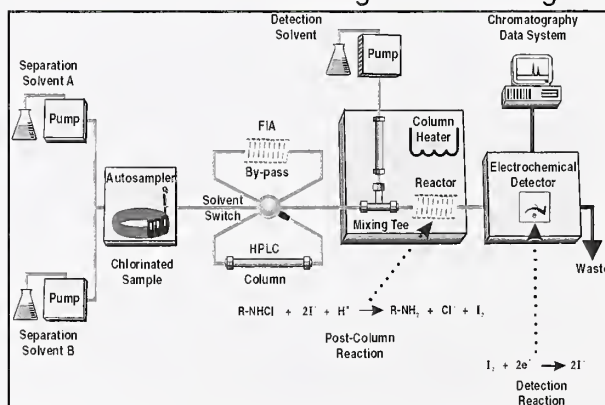 Detection
Solvent
Pump
Chromatography
Data System
Separation
Solvent A
Pump
FIA
By-pass
Column
Heater
Autosampler
Solvent
Switch
Reactor
Electrochemical
Detector
e⁻
Mixing Tee
Chlorinated
Sample
HPLC
Column
Waste
Pump
Separation
Solvent B
R-NHCl + 2I⁻ + H⁺ → R-NH₂ + Cl⁻ + I₂
Post-Column
Reaction
I₂ + 2e⁻ → 2I⁻
Detection
Reaction